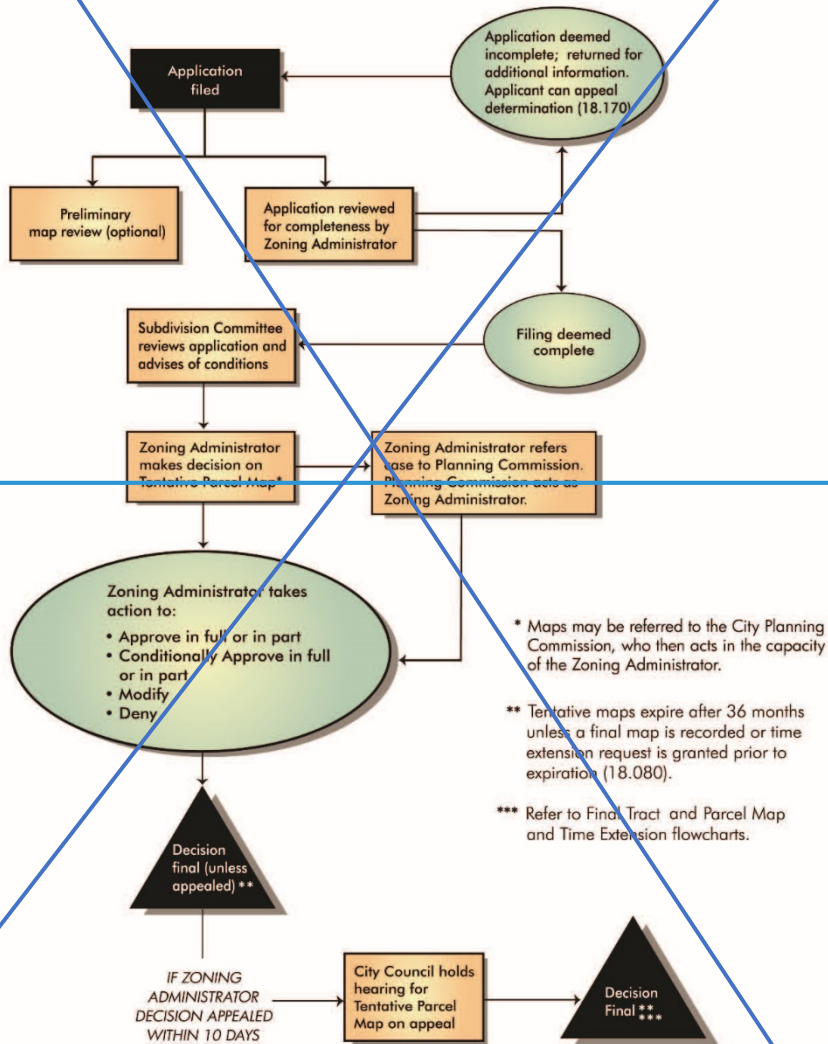 Application
filed
Application deemed
incomplete; returned for
additional information.
Applicant can appeal
determination (18.170)
Preliminary
map review (optional)
Application reviewed
for completeness by
Zoning Administrator
Subdivision Committee
reviews application and
advises of conditions
Filing deemed
complete
Zoning Administrator
makes decision on
Tentative Parcel Map*
Zoning Administrator refers
case to Planning Commission.
Planning Commission acts as
Zoning Administrator.
Zoning Administrator takes
action to:
• Approve in full or in part
• Conditionally Approve in full
or in part
• Modify
• Deny
* Maps may be referred to the City Planning
Commission, who then acts in the capacity
of the Zoning Administrator.
** Tentative maps expire after 36 months
unless a final map is recorded or time
extension request is granted prior to
expiration (18.080).
*** Refer to Final Tract and Parcel Map
and Time Extension flowcharts.
Decision
final (unless
appealed) **
IF ZONING
ADMINISTRATOR
DECISION APPEALED
WITHIN 10 DAYS
City Council holds
hearing for
Tentative Parcel
Map on appeal
Decision
Final **
***